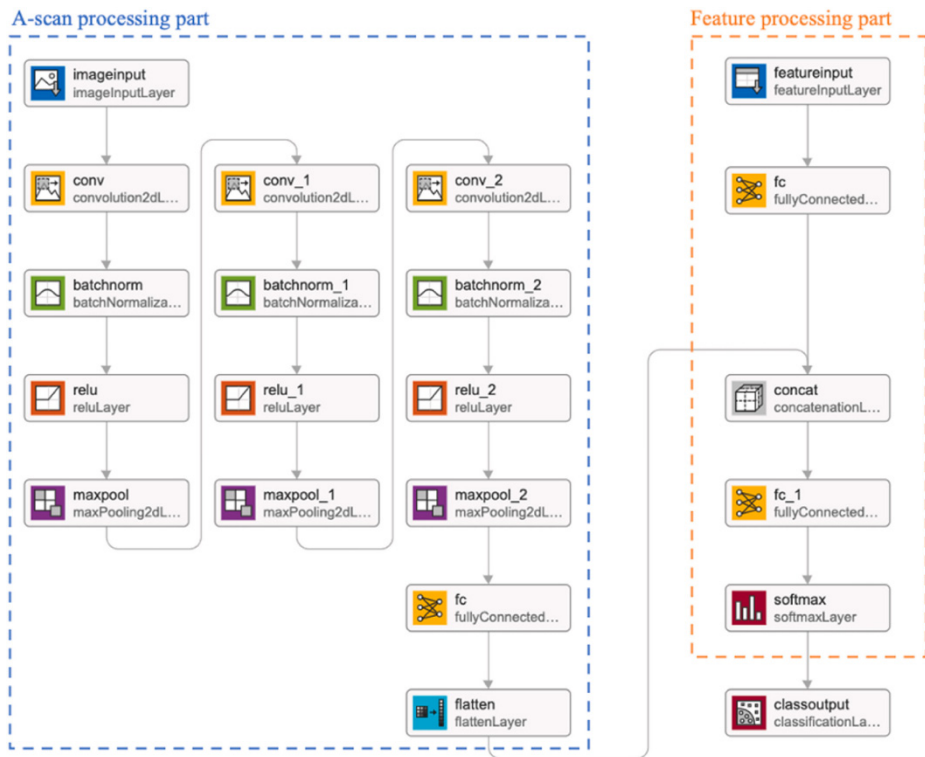 A-scan processing part
imageinput
imageInputLayer
conv
convolution2dL...
batchnorm
batchNormaliza...
relu
reluLayer
maxpool
maxPooling2dL...
conv_1
convolution2dL...
batchnorm_1
batchNormaliza...
relu_1
reluLayer
maxpool_1
maxPooling2dL...
conv_2
convolution2dL...
batchnorm_2
batchNormaliza...
relu_2
reluLayer
maxpool_2
maxPooling2dL...
fc
fullyConnected...
flatten
flattenLayer
Feature processing part
featureinput
featureInputLayer
fc
fullyConnected...
concat
concatenationL...
fc_1
fullyConnected...
softmax
softmaxLayer
classoutput
classificationLa...